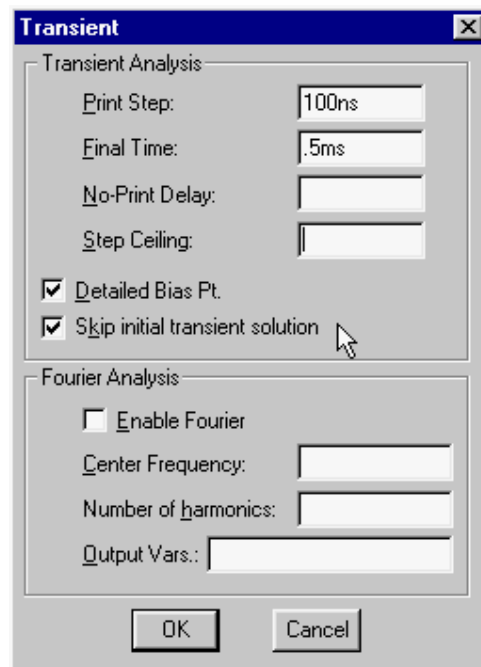 Transient
Transient Analysis
Print Step: 100ns
Final Time: .5ms
No-Print Delay:
Step Ceiling:
Detailed Bias Pt.
Skip initial transient solution
Fourier Analysis
Enable Fourier
Center Frequency:
Number of harmonics:
Output Vars.:
OK Cancel